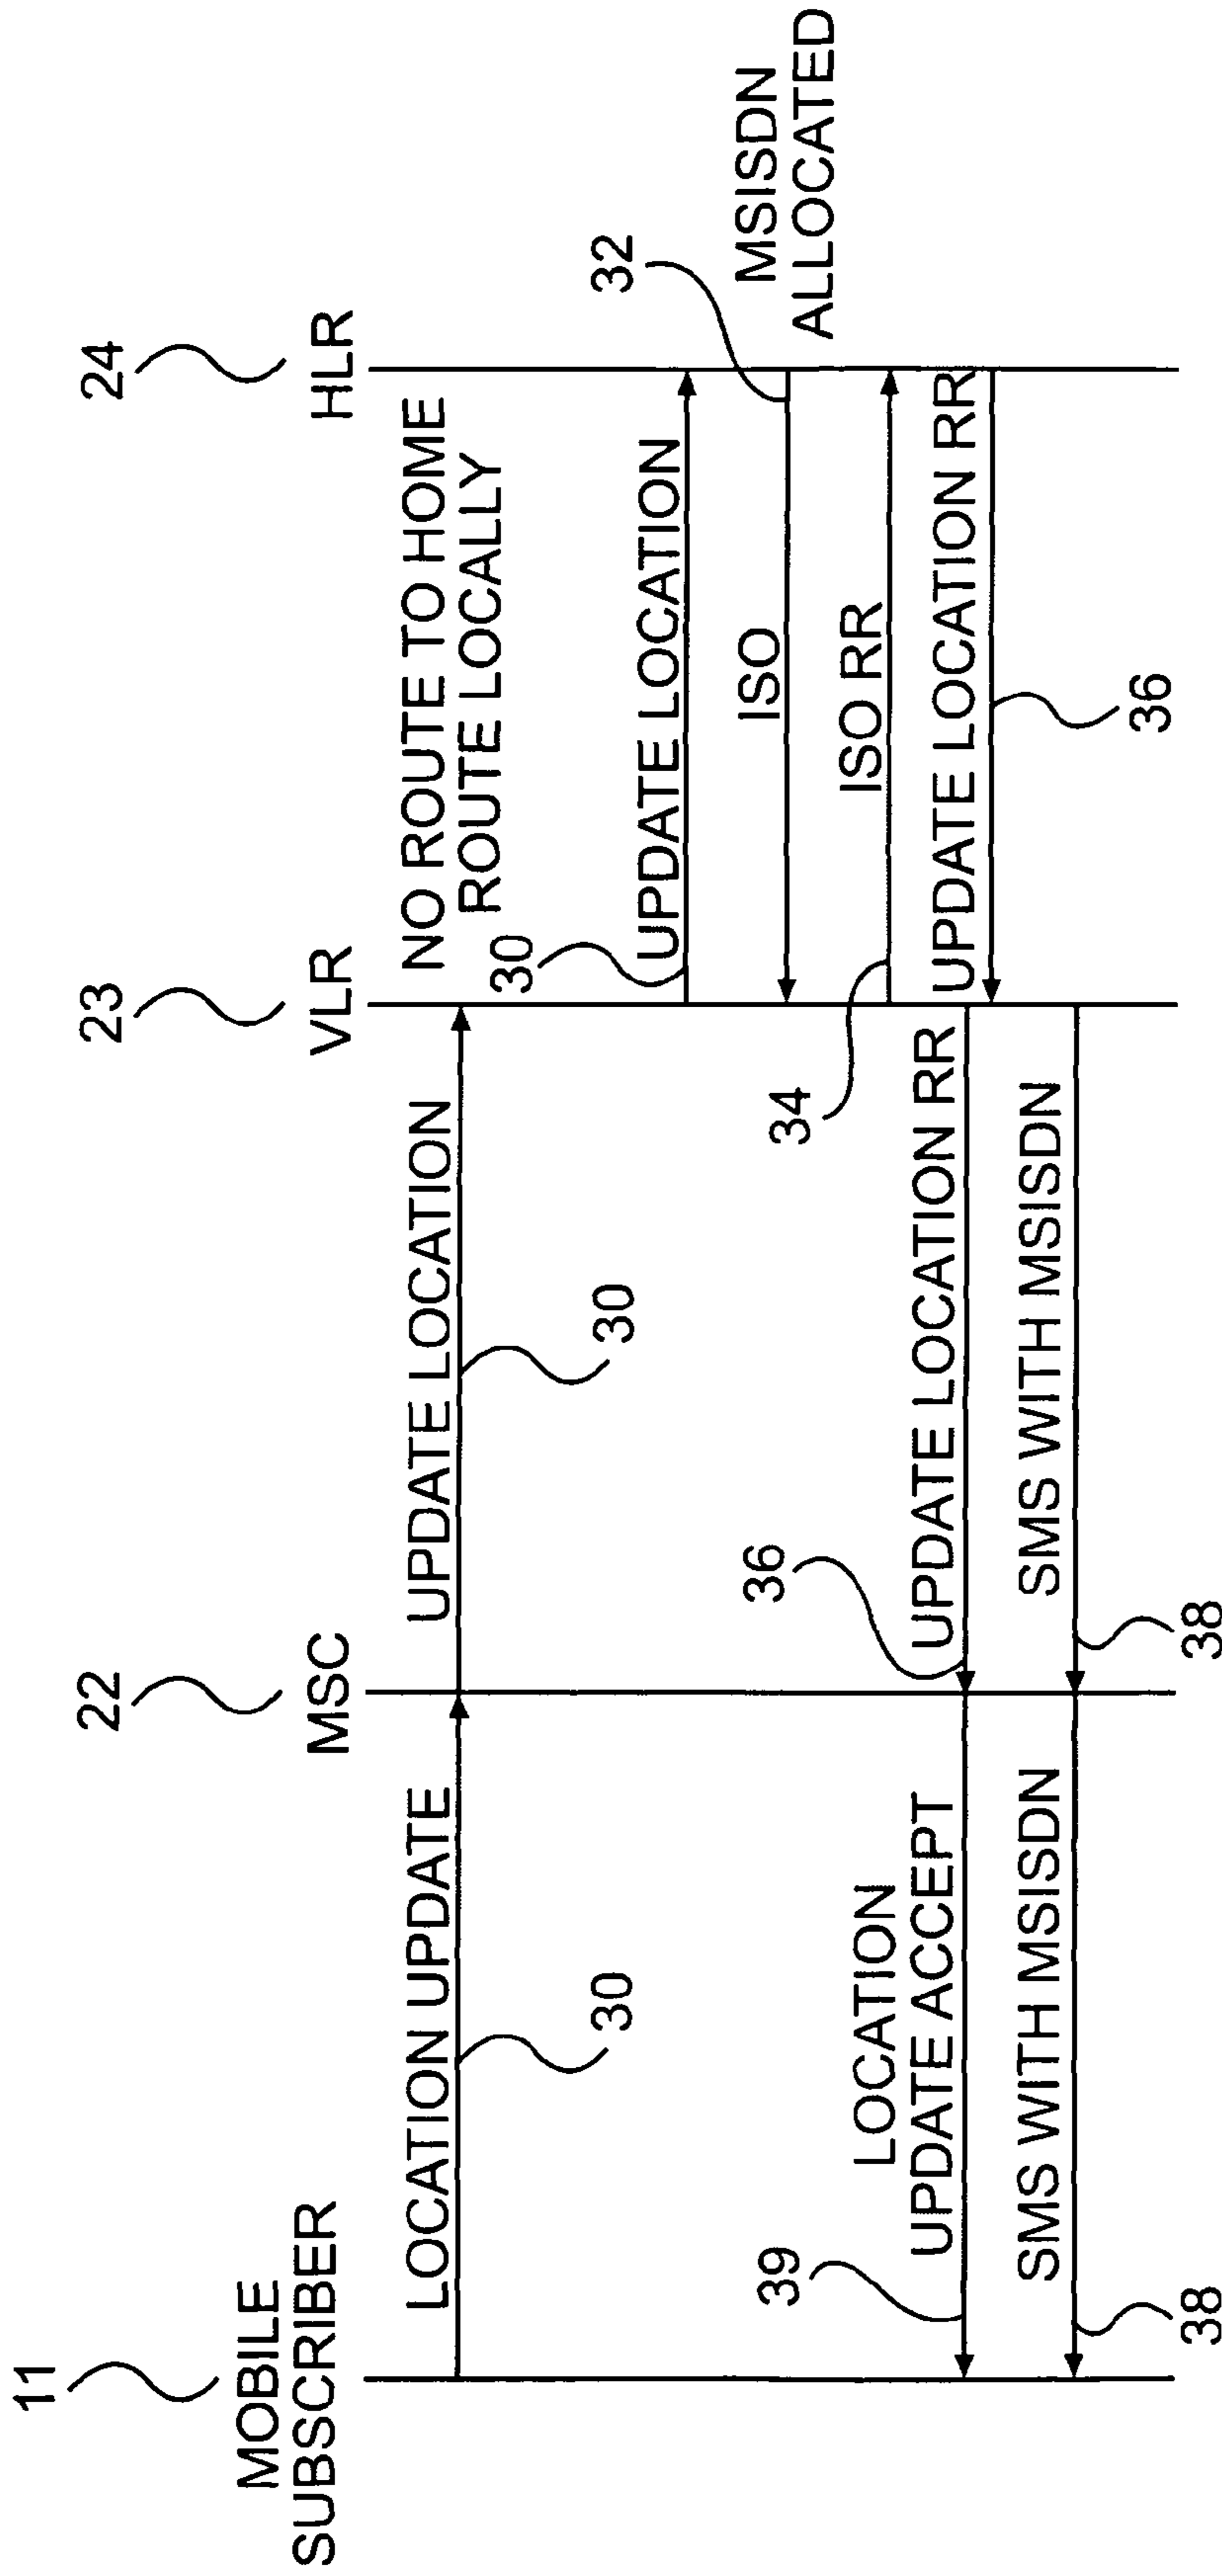 11
MOBILE
SUBSCRIBER
22
MSC
23
VLR
24
HLR
LOCATION UPDATE
30
UPDATE LOCATION
30
NO ROUTE TO HOME
ROUTE LOCALLY
30
UPDATE LOCATION
32
ISO
MSISDN
ALLOCATED
34
ISO RR
UPDATE LOCATION RR
36
36
UPDATE LOCATION RR
39
LOCATION
UPDATE ACCEPT
SMS WITH MSISDN
38
SMS WITH MSISDN
38